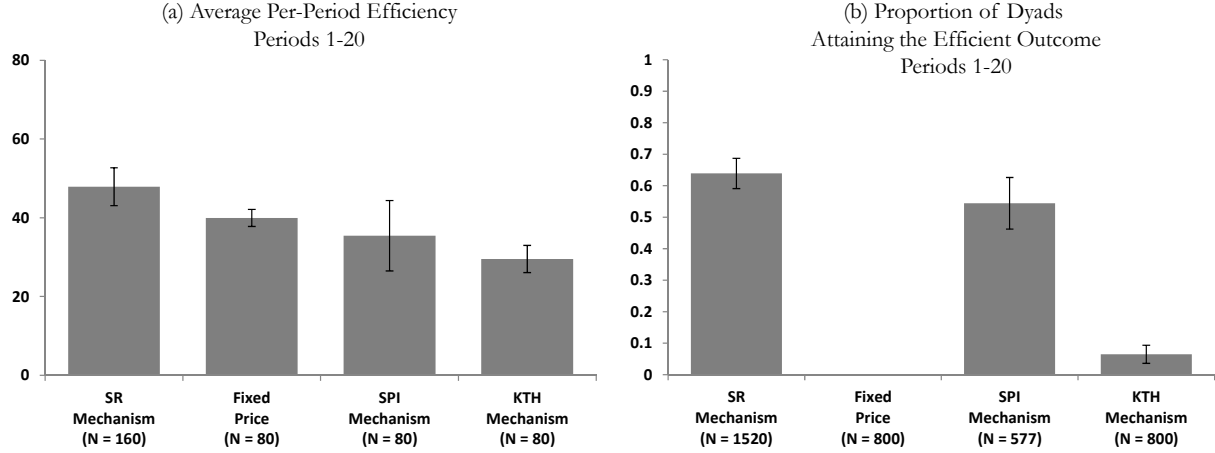 (a) Average Per-Period Efficiency
Periods 1-20
80
60
40
20
0
SR
Mechanism
(N = 160)
Fixed
Price
(N = 80)
SPI
Mechanism
(N = 80)
KTH
Mechanism
(N = 80)
(b) Proportion of Dyads
Attaining the Efficient Outcome
Periods 1-20
1
0.9
0.8
0.7
0.6
0.5
0.4
0.3
0.2
0.1
0
SR
Mechanism
(N = 1520)
Fixed
Price
(N = 800)
SPI
Mechanism
(N = 577)
KTH
Mechanism
(N = 800)